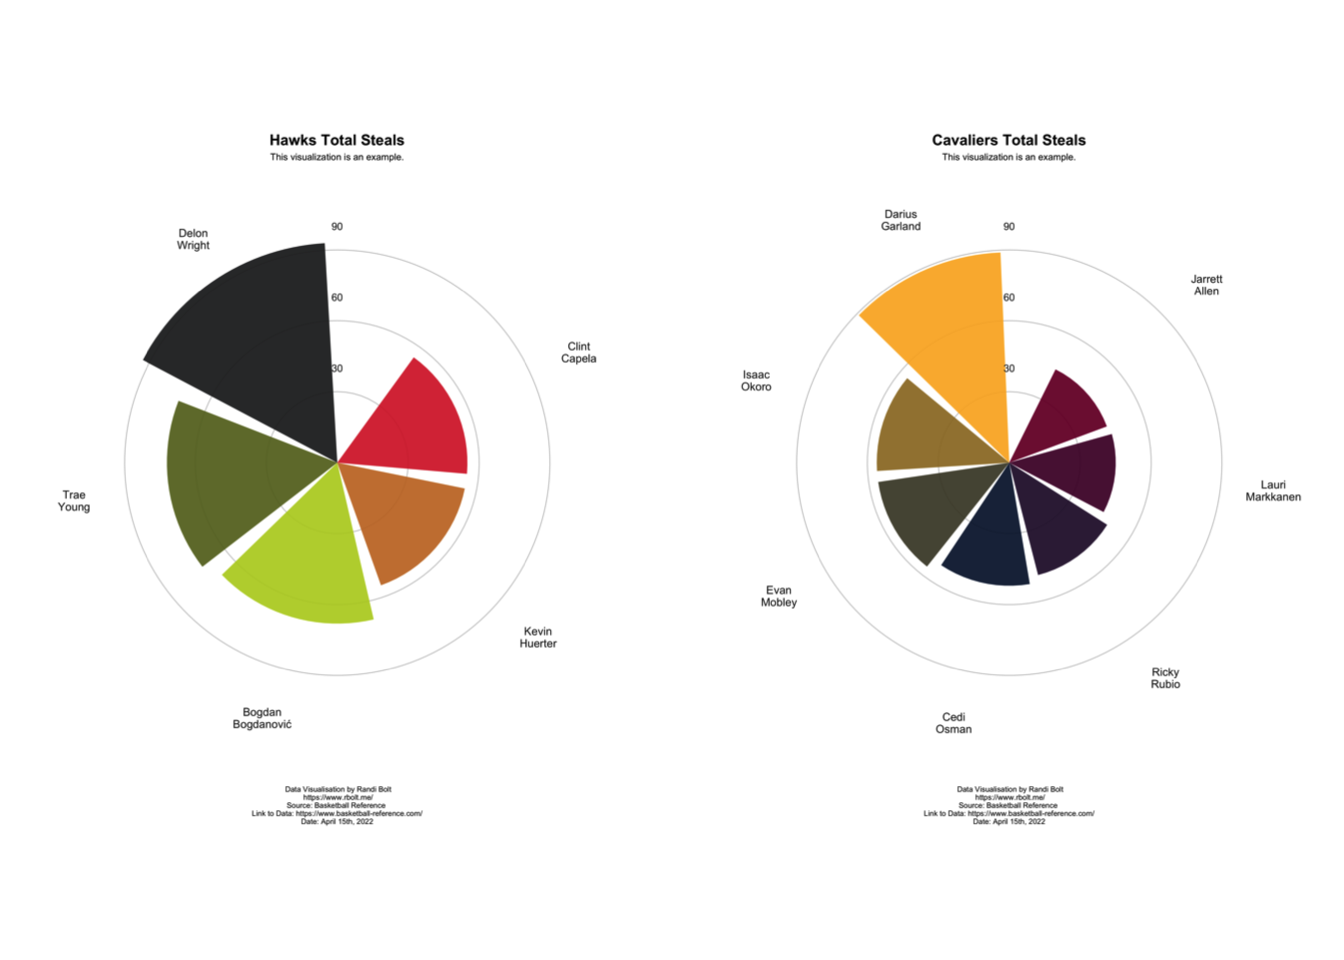 Hawks Total Steals
This visualization is an example.
90
60
30
Delon
Wright
Clint
Capela
Trae
Young
Kevin
Huerter
Bogdan
Bogdanović
Data Visualisation by Randi Bolt
https://www.rbolt.me/
Source: Basketball Reference
Link to Data: https://www.basketball-reference.com/
Date: April 15th, 2022
Cavaliers Total Steals
This visualization is an example.
90
60
30
Darius
Garland
Jarrett
Allen
Isaac
Okoro
Lauri
Markkanen
Evan
Mobley
Ricky
Rubio
Cedi
Osman
Data Visualisation by Randi Bolt
https://www.rbolt.me/
Source: Basketball Reference
Link to Data: https://www.basketball-reference.com/
Date: April 15th, 2022